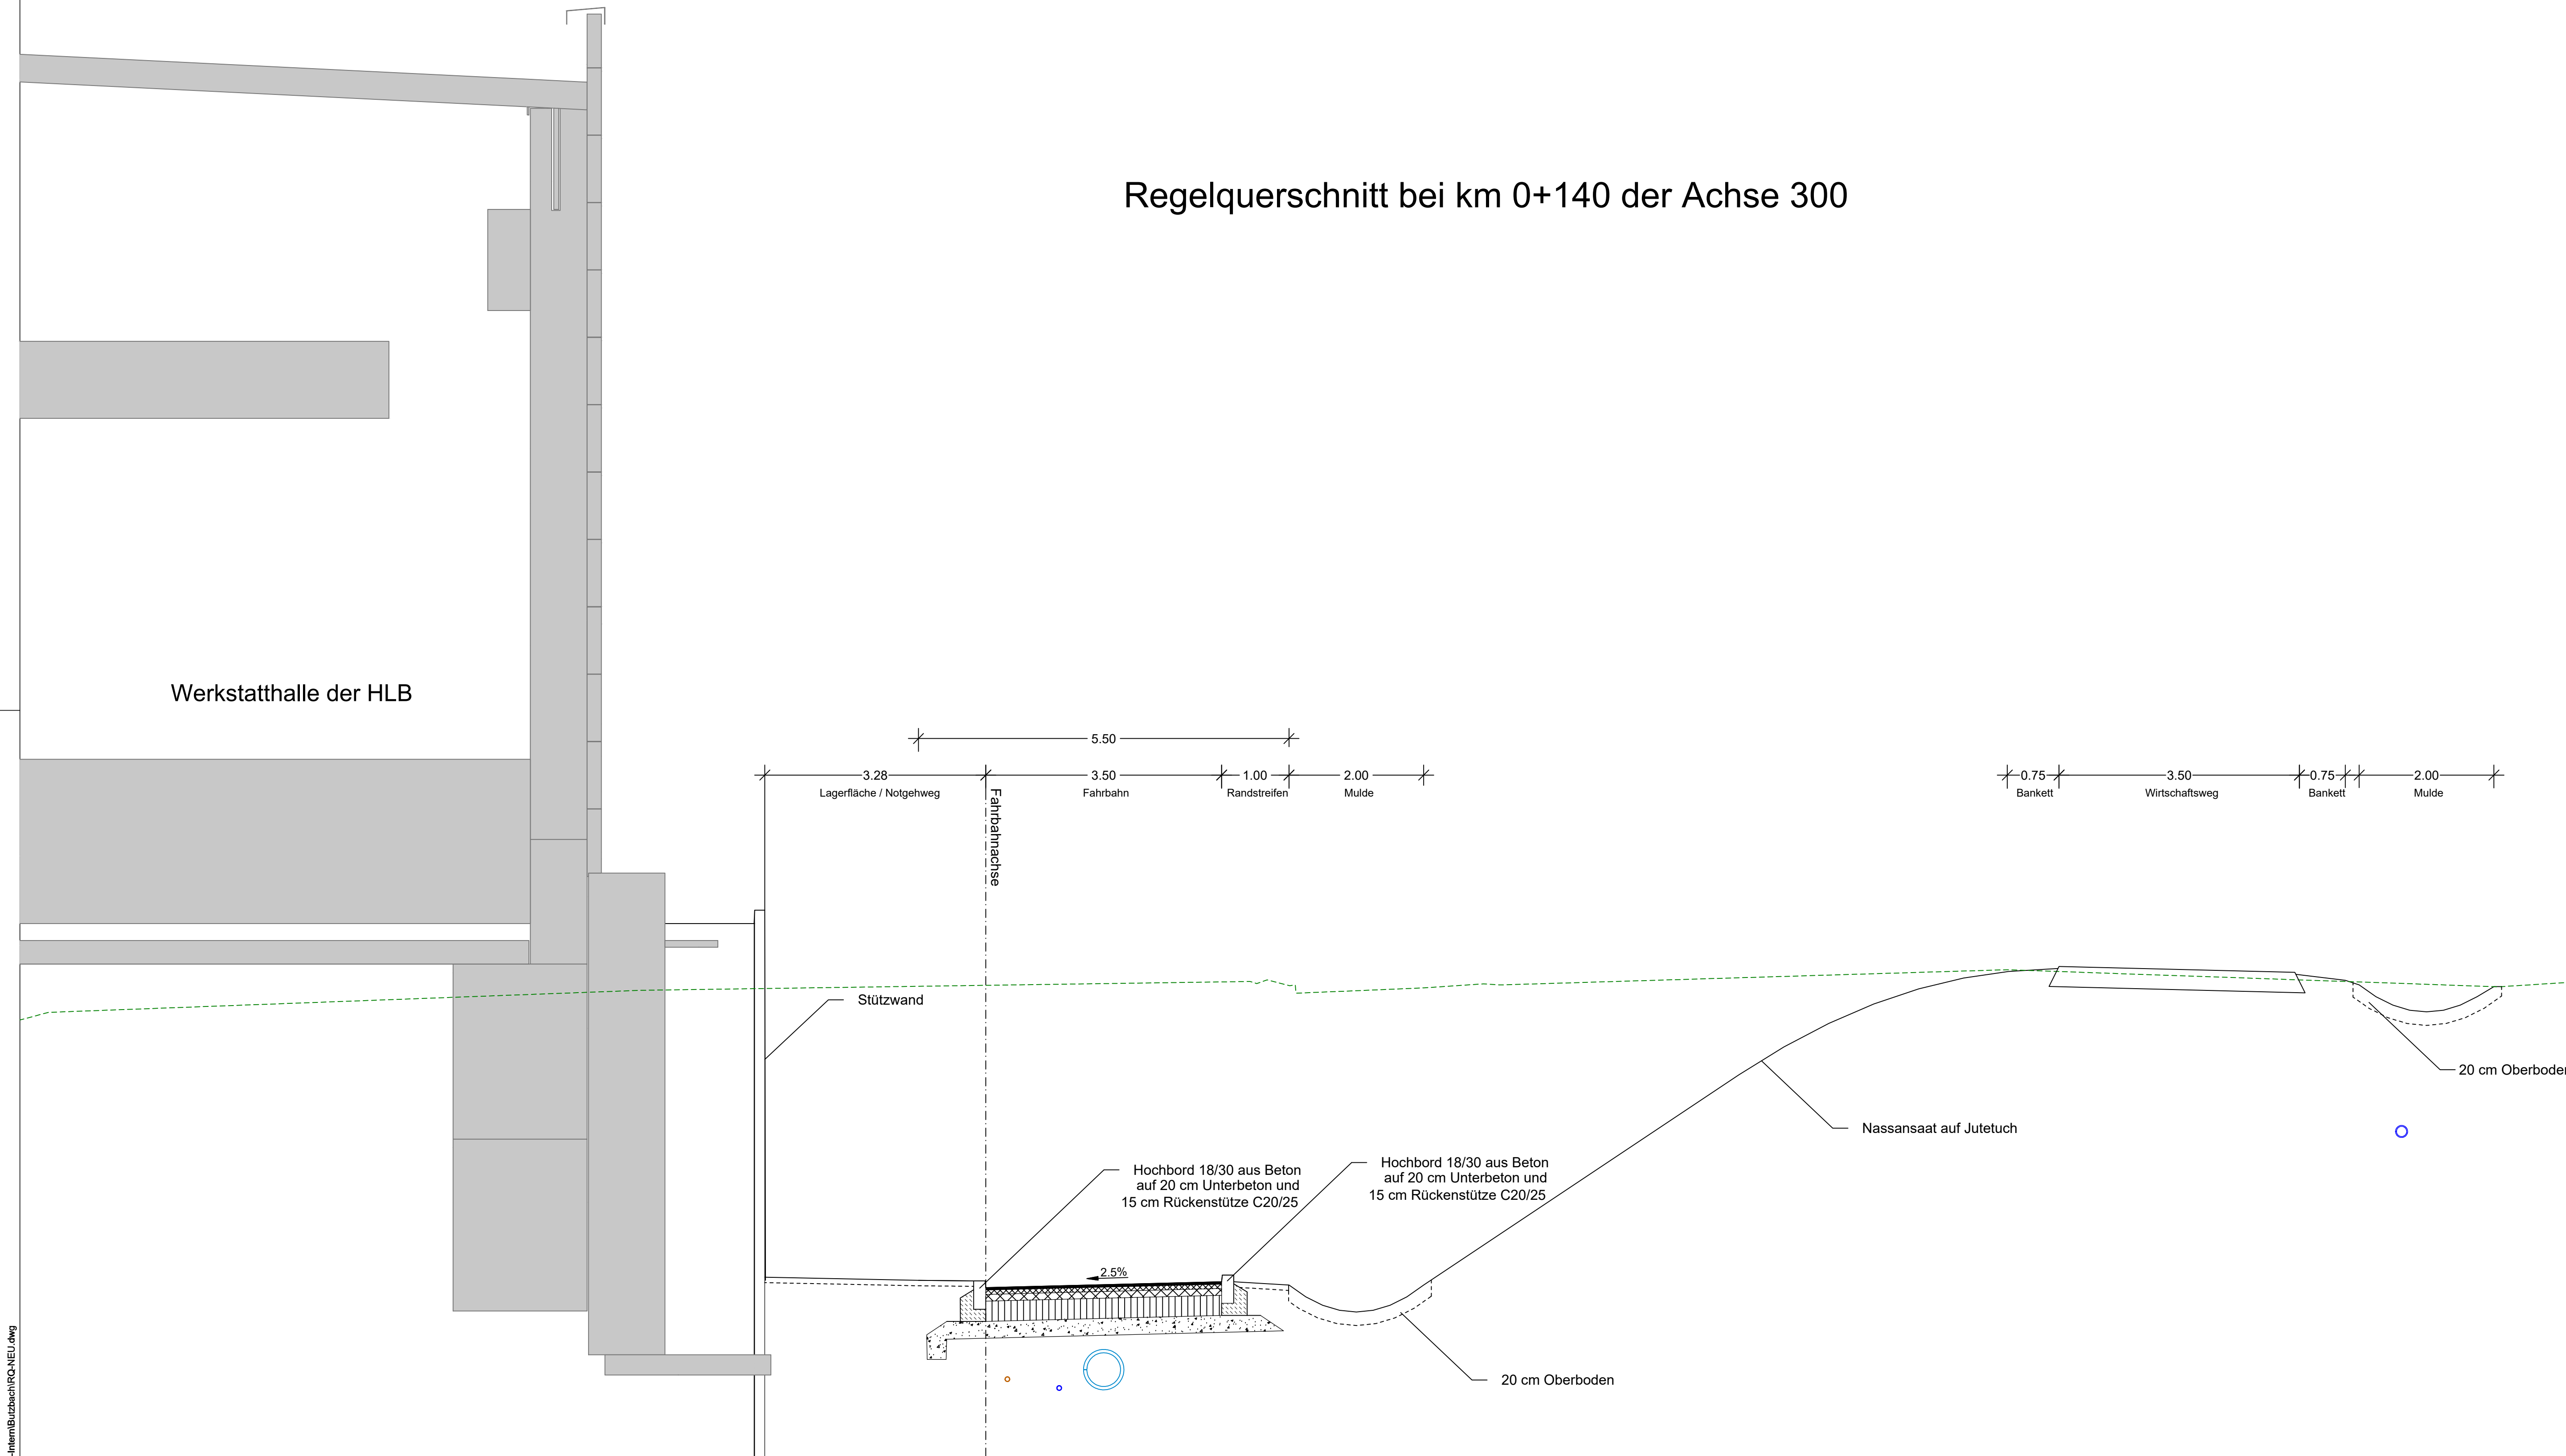 Regelquerschnitt bei km 0+140 der Achse 300
Werkstatthalle der HLB
5.50
3.28
3.50
1.00
2.00
0.75
3.50
0.75
2.00
Lagerfläche / Notgehweg
Fahrbahn
Randstreifen
Mulde
Bankett
Wirtschaftsweg
Bankett
Mulde
Fahrbahnachse
Stützwand
20 cm Oberboden
Nassansaat auf Jutetuch
Hochbord 18/30 aus Beton
auf 20 cm Unterbeton und
15 cm Rückenstütze C20/25
Hochbord 18/30 aus Beton
auf 20 cm Unterbeton und
15 cm Rückenstütze C20/25
2.5%
20 cm Oberboden
-Intern\Butzbach\RQ-NEU.dwg